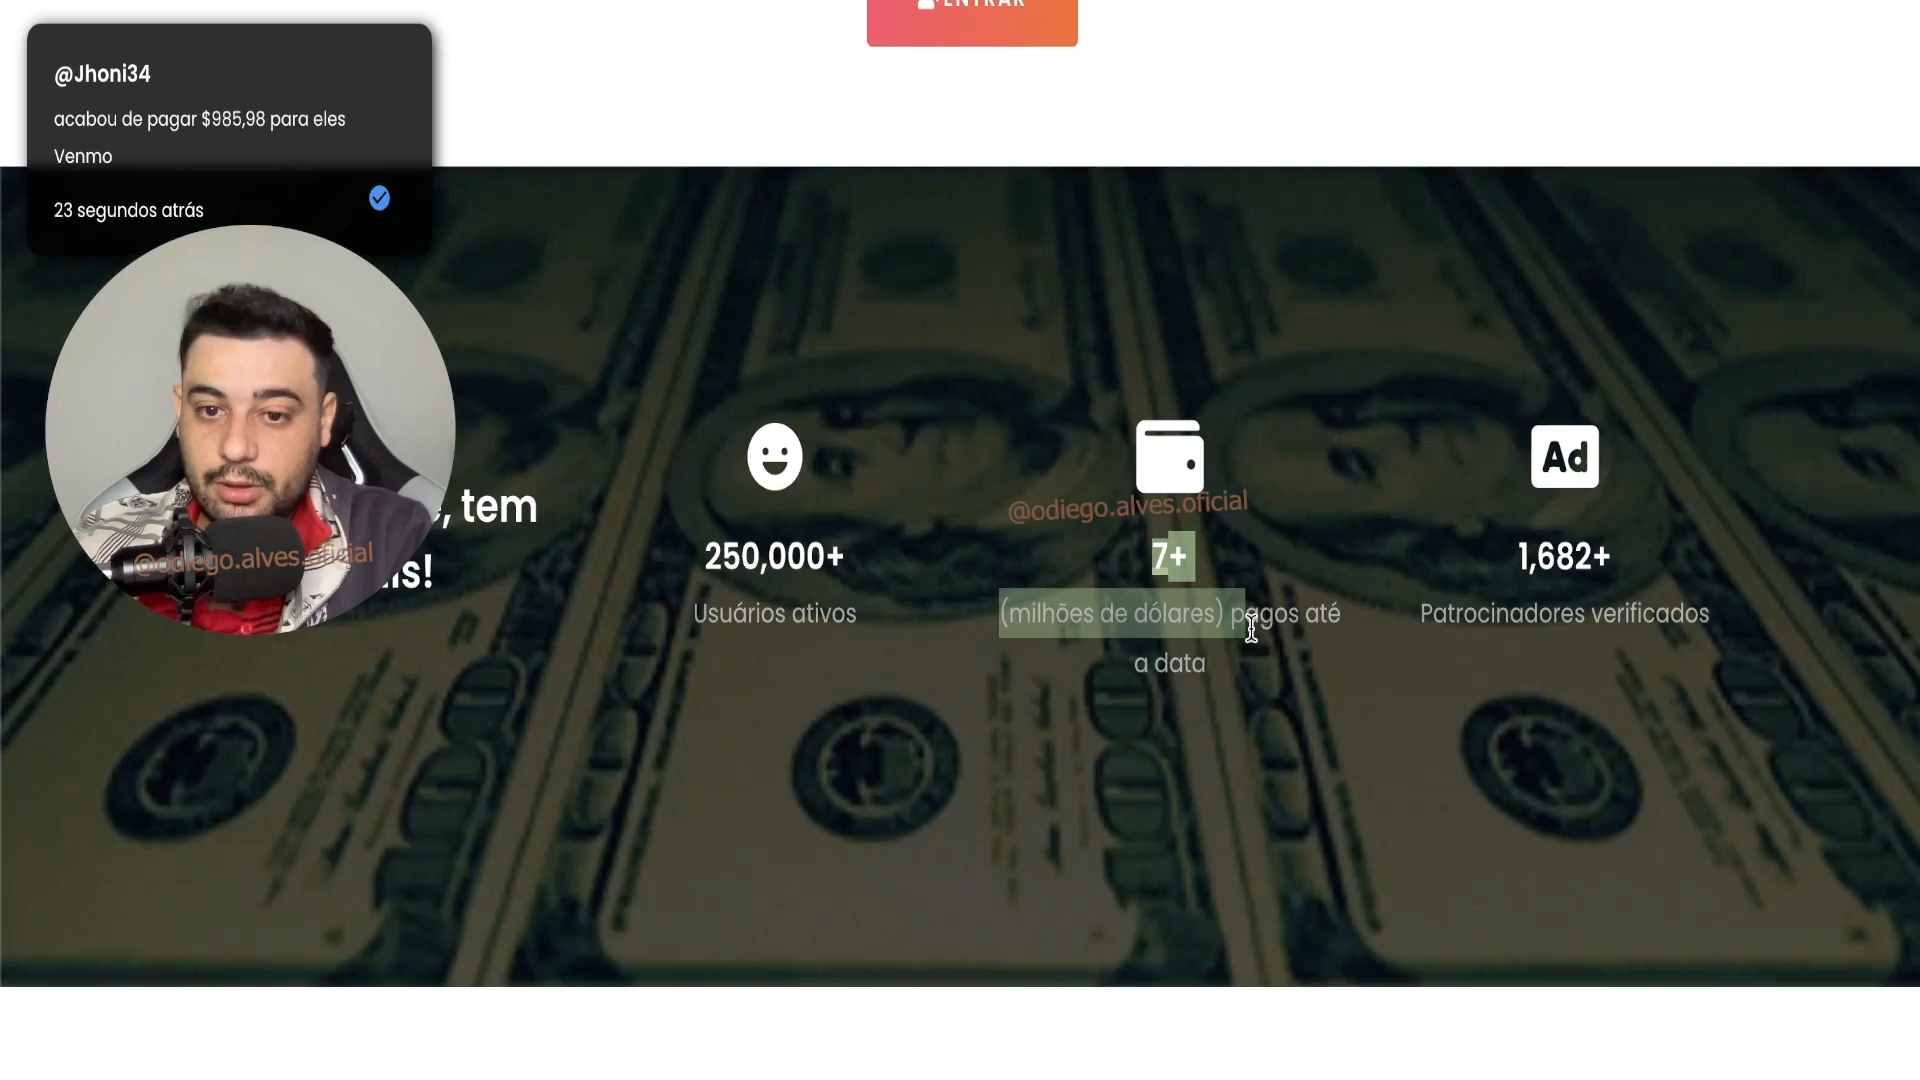 ENTRAR
@Jhoni34
acabou de pagar $985,98 para eles
Venmo
23 segundos atrás
, tem
@odiego.alves.oficial
@odiego.alves.oficial
250,000+
Usuários ativos
7+
(milhões de dólares) pagos até
a data
1,682+
Patrocinadores verificados